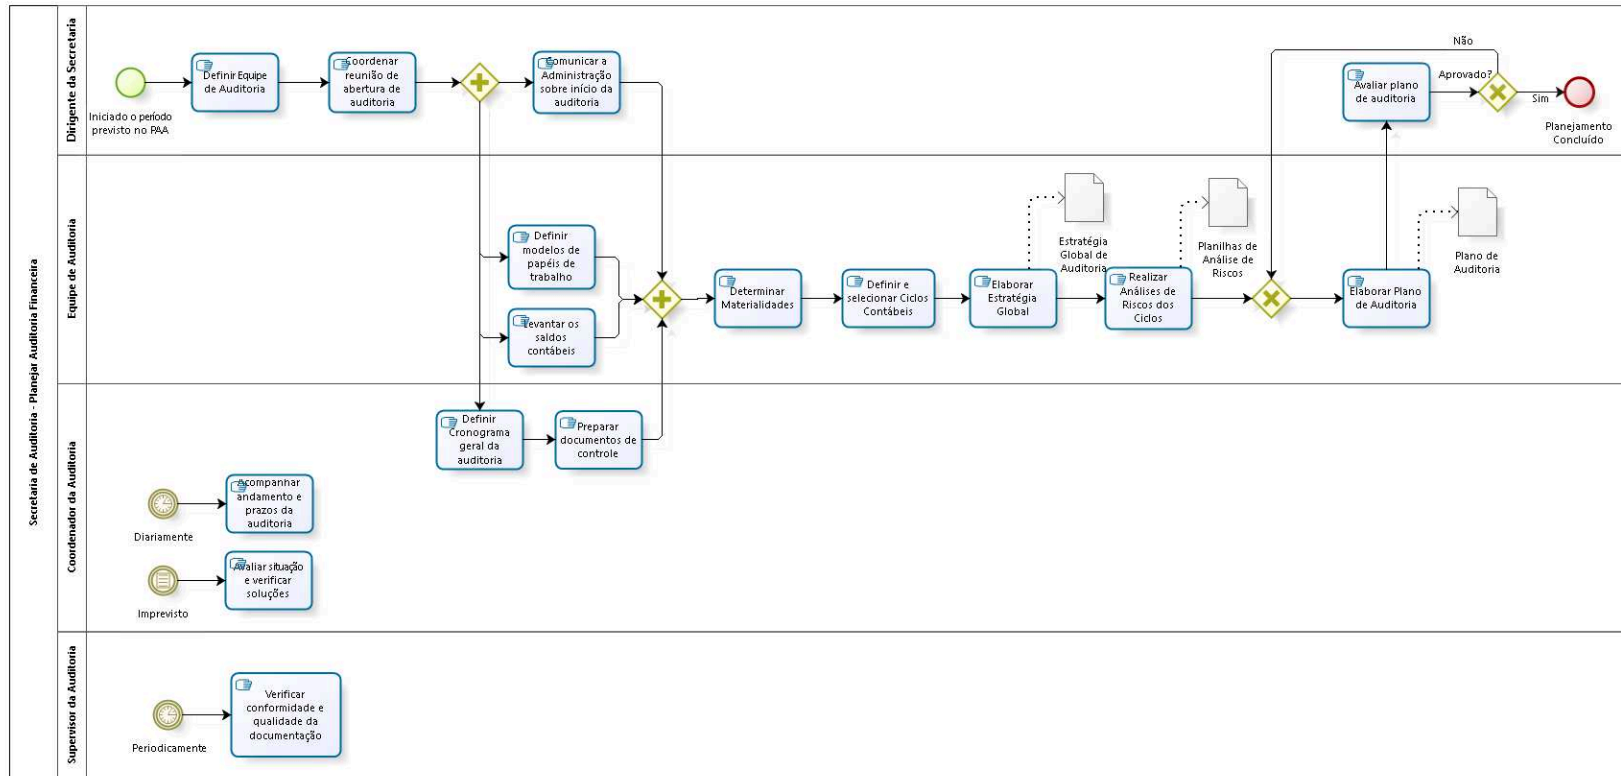 Secretaria de Auditoria - Planejar Auditoria Financeira
Dirigente da Secretaria
Iniciado o período
previsto no PAA
Definir Equipe
de Auditoria
Coordenar
reunião de
abertura de
auditoria
Comunicar a
Administração
sobre início da
auditoria
Não
Avaliar plano
de auditoria
Aprovado?
Sim
Planejamento
Concluído
Equipe de Auditoria
Definir
modelos de
papéis de
trabalho
Levantar os
saldos
contábeis
Determinar
Materialidades
Definir e
selecionar Ciclos
Contábeis
Elaborar
Estratégia
Global
Estratégia
Global de
Auditoria
Realizar
Análises de
Riscos dos
Ciclos
Planilhas de
Análise de
Riscos
Elaborar Plano
de Auditoria
Plano de
Auditoria
Coordenador da Auditoria
Definir
Cronograma
geral da
auditoria
Preparar
documentos de
controle
Diariamente
Acompanhar
andamento e
prazos da
auditoria
Imprevisto
Avaliar situação
e verificar
soluções
Supervisor da Auditoria
Periodicamente
Verificar
conformidade e
qualidade da
documentação